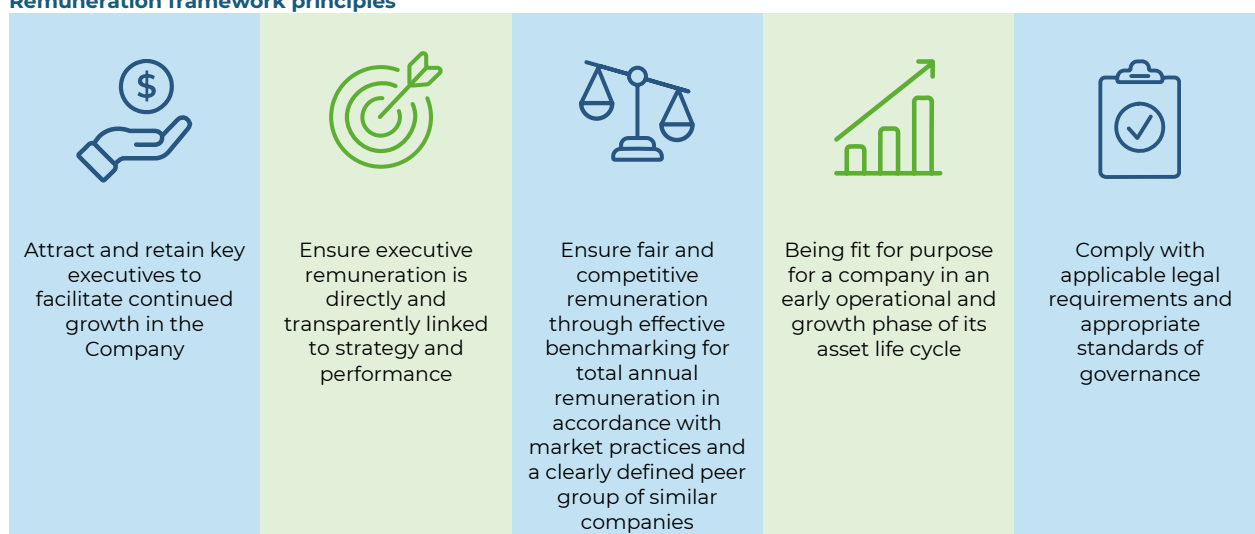 Remuneration framework principles
$
Attract and retain key
executives to
facilitate continued
growth in the
Company
Ensure executive
remuneration is
directly and
transparently linked
to strategy and
performance
Ensure fair and
competitive
remuneration
through effective
benchmarking for
total annual
remuneration in
accordance with
market practices and
a clearly defined peer
group of similar
companies
Being fit for purpose
for a company in an
early operational and
growth phase of its
asset life cycle
Comply with
applicable legal
requirements and
appropriate
standards of
governance